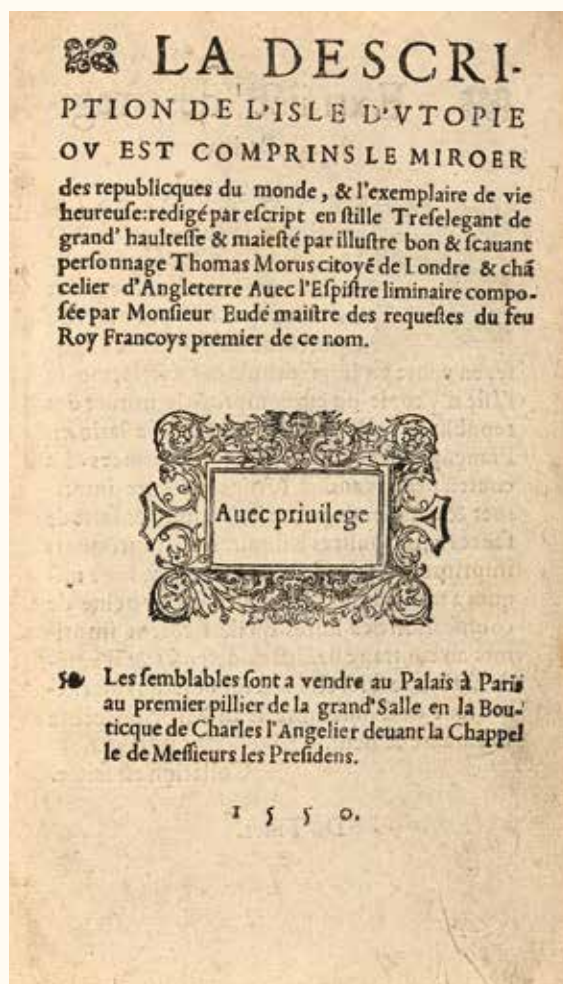 LA DESCRI-
PTION DE L'ISLE D'VTOPIE
OV EST COMPRINS LE MIROER
des republicques du monde, & l'exemplaire de vie
heureuse: redigé par escript en stille Treselegant de
grand' haultesse & maiesté par illustre bon & scauant
personnage Thomas Morus citoyẽ de Londre & chã
celier d'Angleterre Auec l'Espistre liminaire compo-
sée par Monsieur Budé maistre des requestes du feu
Roy Francoys premier de ce nom.
Auec priuilege
Les semblables sont a vendre au Palais à Paris
au premier pillier de la grand' Salle en la Bou-
ticque de Charles l'Angelier deuant la Chappel
le de Messieurs les Presidens.
1550.